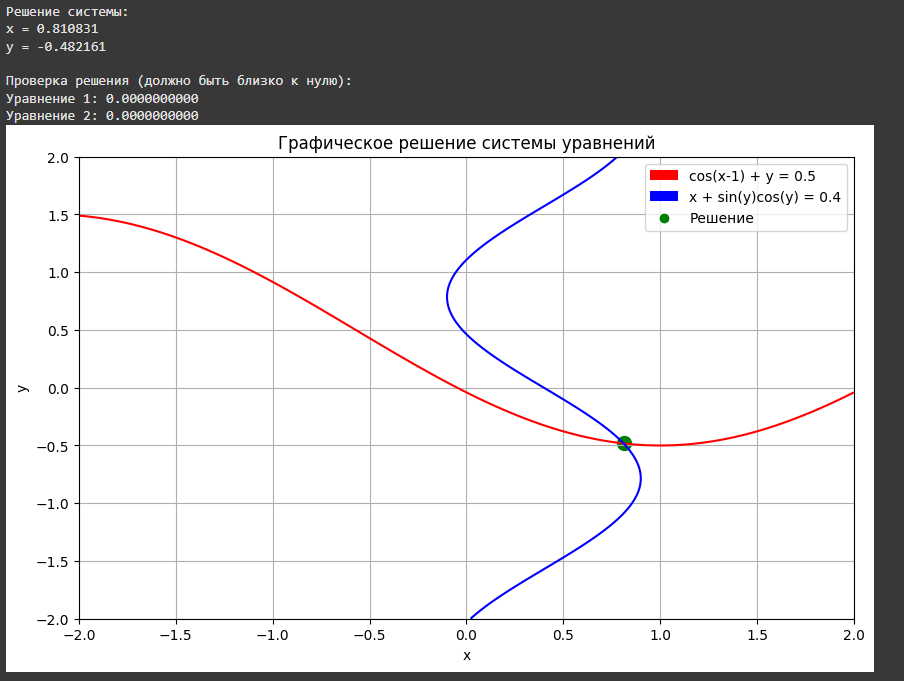 Решение системы:
x = 0.810831
y = -0.482161
Проверка решения (должно быть близко к нулю):
Уравнение 1: 0.0000000000
Уравнение 2: 0.0000000000
Графическое решение системы уравнений
cos(x-1) + y = 0.5
x + sin(y)cos(y) = 0.4
Решение
y
2.0
1.5
1.0
0.5
0.0
−0.5
−1.0
−1.5
−2.0
−2.0 −1.5 −1.0 −0.5 0.0 0.5 1.0 1.5 2.0
x